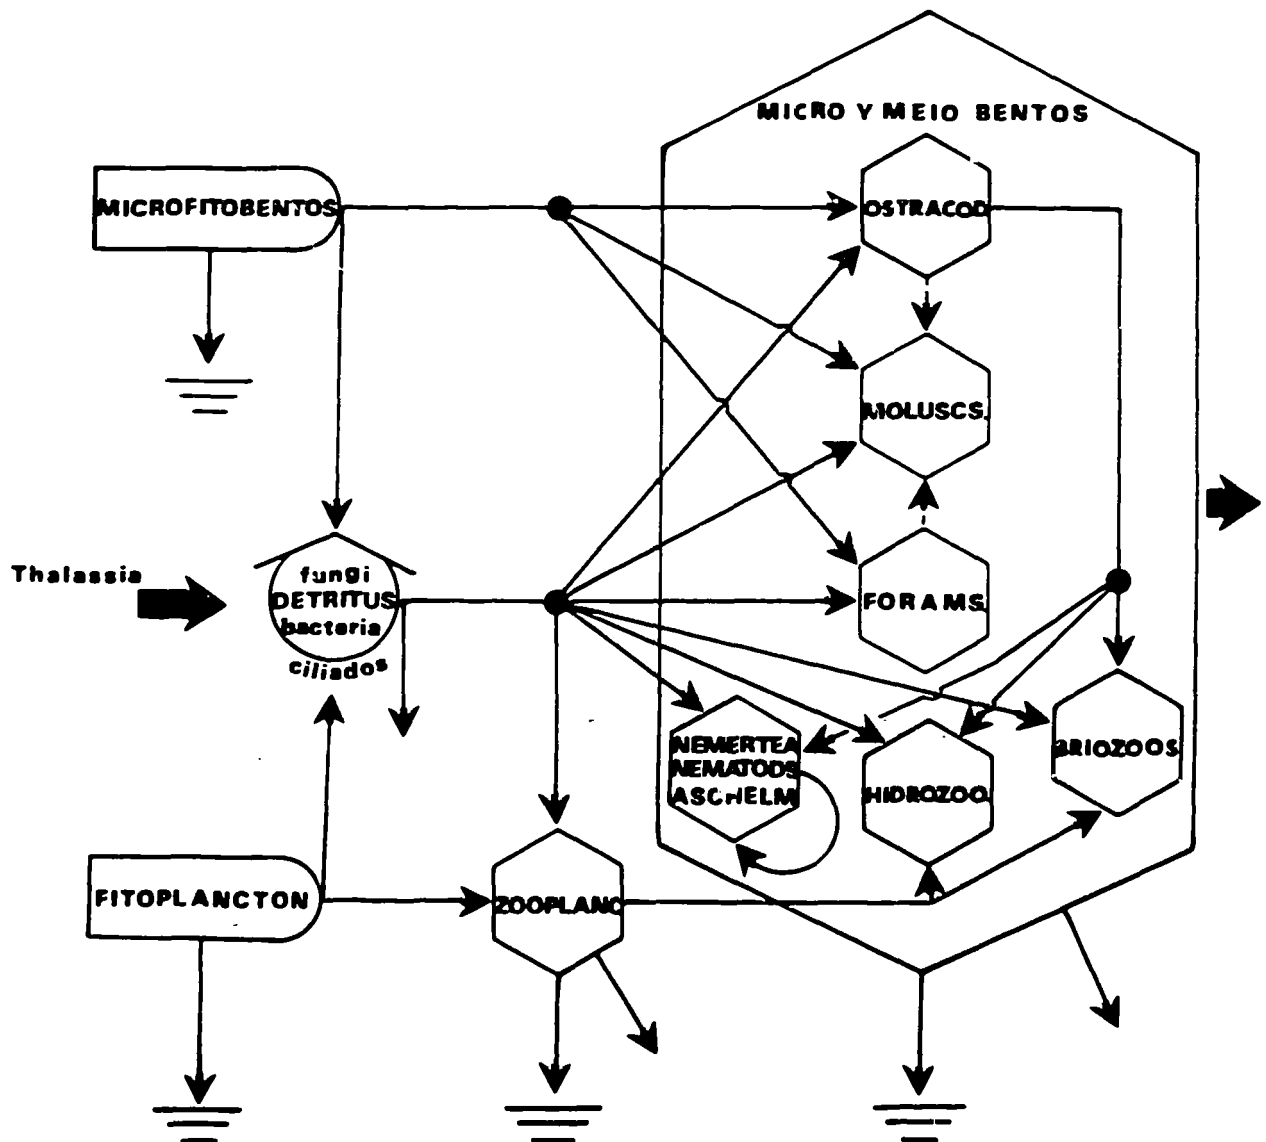 MICRO Y MEIO BENTOS
MICROFITOBENTOS
OSTRACOD
MOLUSCS.
Thalassia
fungi
DETRITUS
bacteria
ciliados
FORAMS.
NEMERTEA
NEMATODS
ASCHELM
HIDROZOO.
BRIOZOOS
FITOPLANCTON
ZOOPLANC